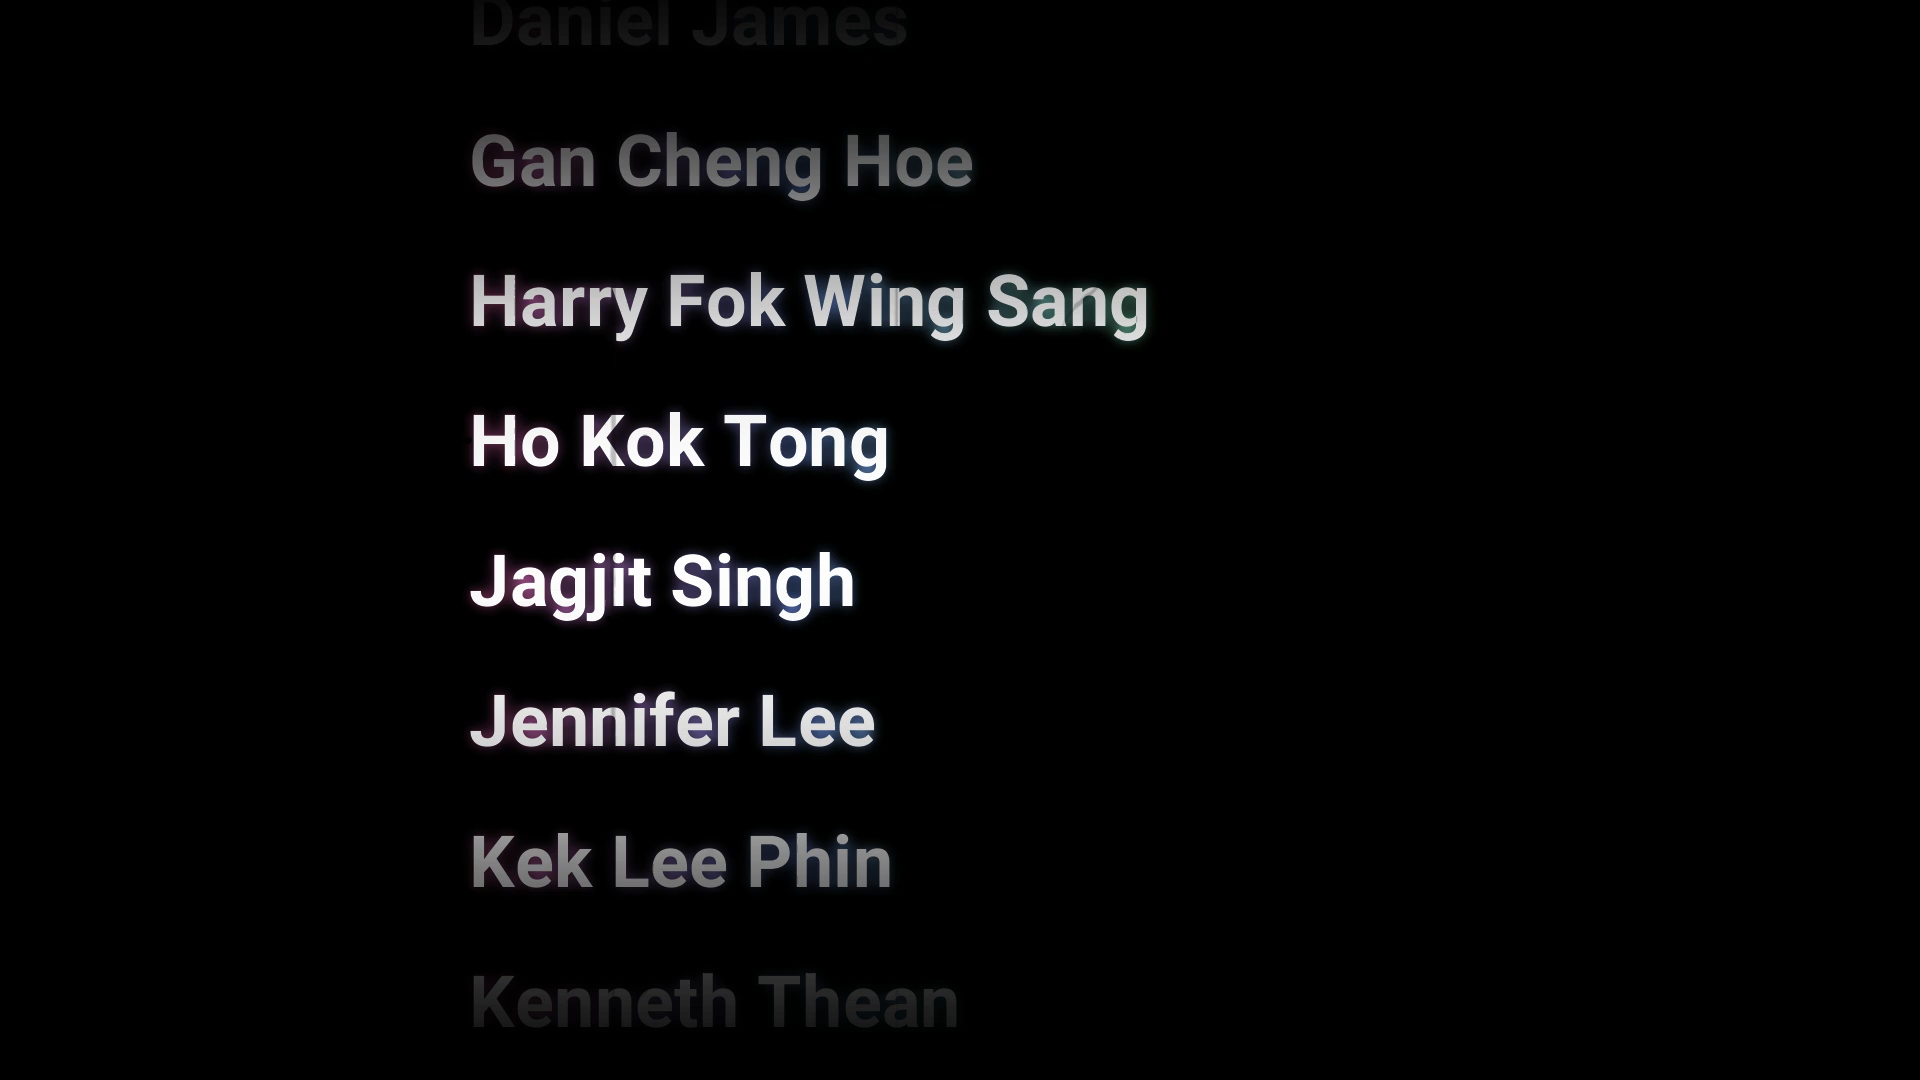 Daniel James
Gan Cheng Hoe
Harry Fok Wing Sang
Ho Kok Tong
Jagjit Singh
Jennifer Lee
Kek Lee Phin
Kenneth Thean